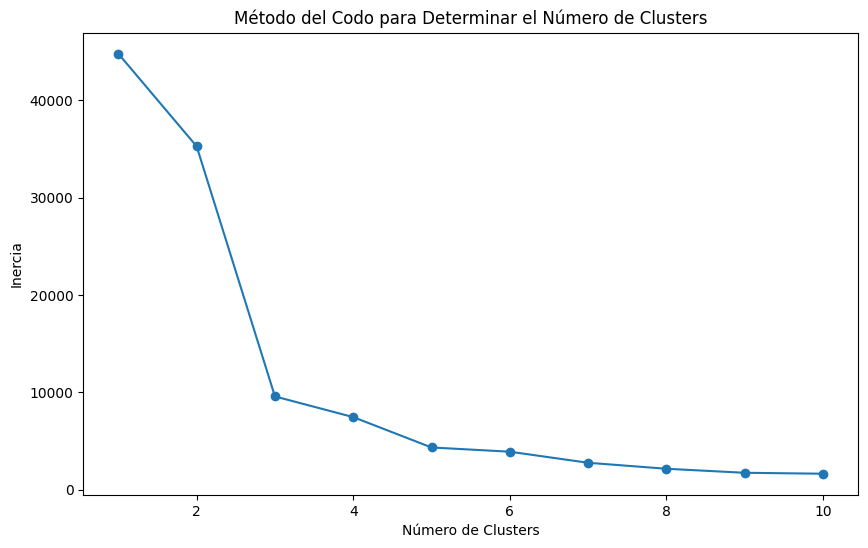 Método del Codo para Determinar el Número de Clusters
40000
30000
20000
10000
0
Inercia
2 4 6 8 10
Número de Clusters